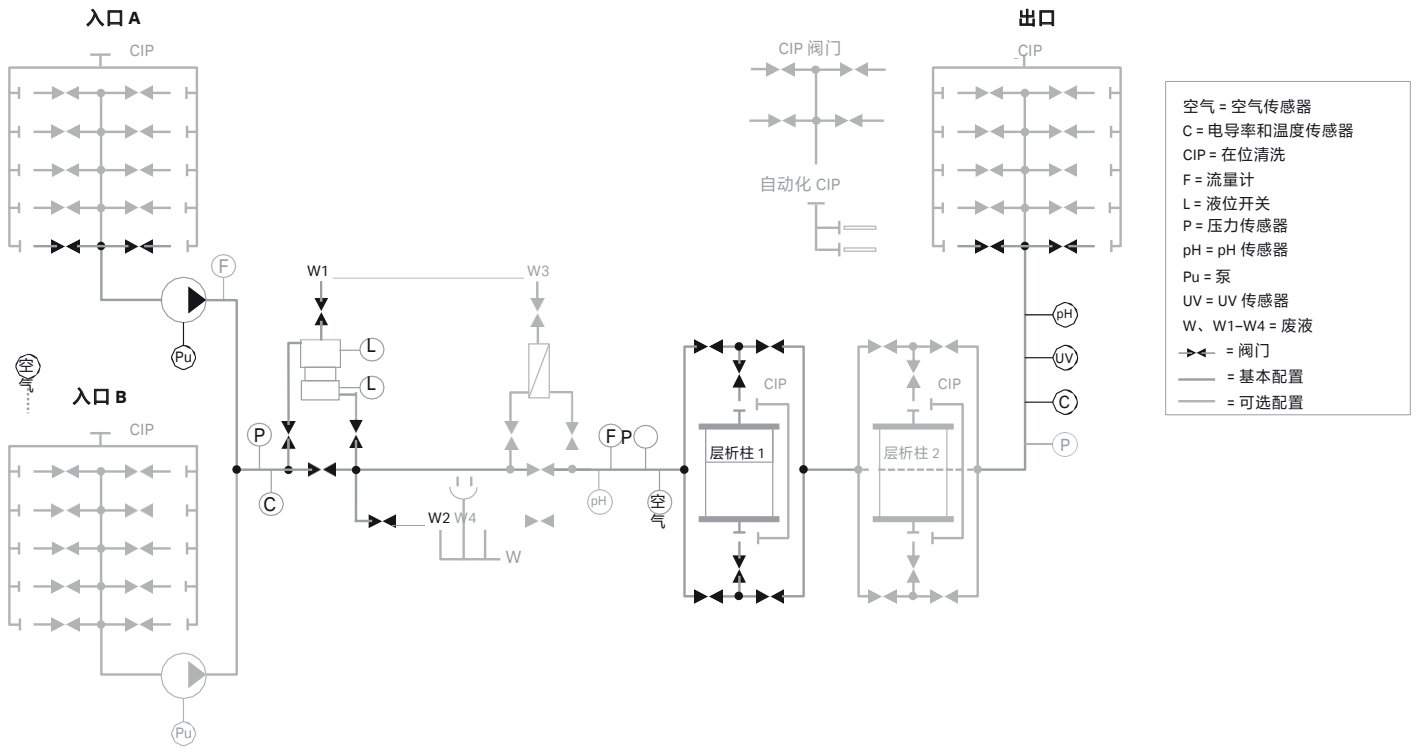 入口 A
出口
CIP
CIP 阀门
CIP
空气 = 空气传感器
C = 电导率和温度传感器
CIP = 在位清洗
F = 流量计
L = 液位开关
P = 压力传感器
pH = pH 传感器
Pu = 泵
UV = UV 传感器
W、W1–W4 = 废液
= 阀门
= 基本配置
= 可选配置
自动化 CIP
F
W1
W3
Pu
L
L
pH
UV
C
P
空
气
入口 B
CIP
CIP
CIP
P
C
F
P
层析柱 1
层析柱 2
pH
空
气
W2
W4
W
Pu